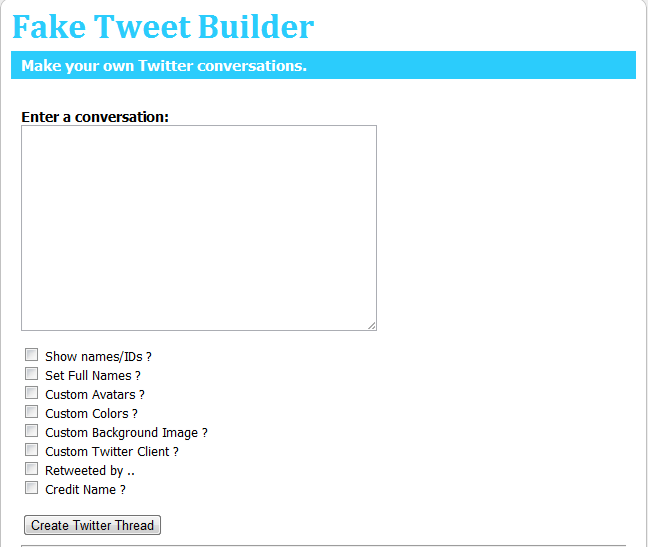 Fake Tweet Builder
Make your own Twitter conversations.
Enter a conversation:
Show names/IDs ?
Set Full Names ?
Custom Avatars ?
Custom Colors ?
Custom Background Image ?
Custom Twitter Client ?
Retweeted by ..
Credit Name ?
Create Twitter Thread